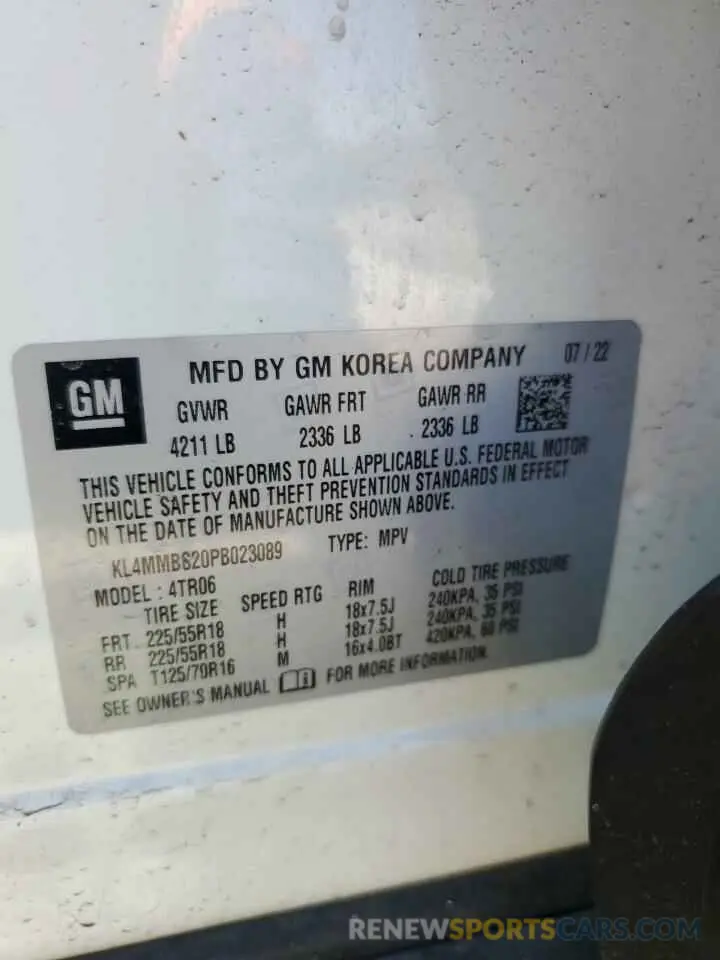 GM
MFD BY GM KOREA COMPANY 07 / 22
GVWR GAWR FRT GAWR RR
4211 LB 2336 LB 2336 LB
THIS VEHICLE CONFORMS TO ALL APPLICABLE U.S. FEDERAL MOTOR
VEHICLE SAFETY AND THEFT PREVENTION STANDARDS IN EFFECT
ON THE DATE OF MANUFACTURE SHOWN ABOVE.
KL4MMBS20PB023089 TYPE: MPV
MODEL: 4TR06
TIRE SIZE SPEED RTG RIM COLD TIRE PRESSURE
FRT 225/55R18 H 18x7.5J 240KPA, 35 PSI
RR 225/55R18 H 18x7.5J 240KPA, 35 PSI
SPA T125/70R16 M 16x4.0BT 420KPA, 60 PSI
SEE OWNER'S MANUAL FOR MORE INFORMATION.
RENEWSPORTSCARS.COM